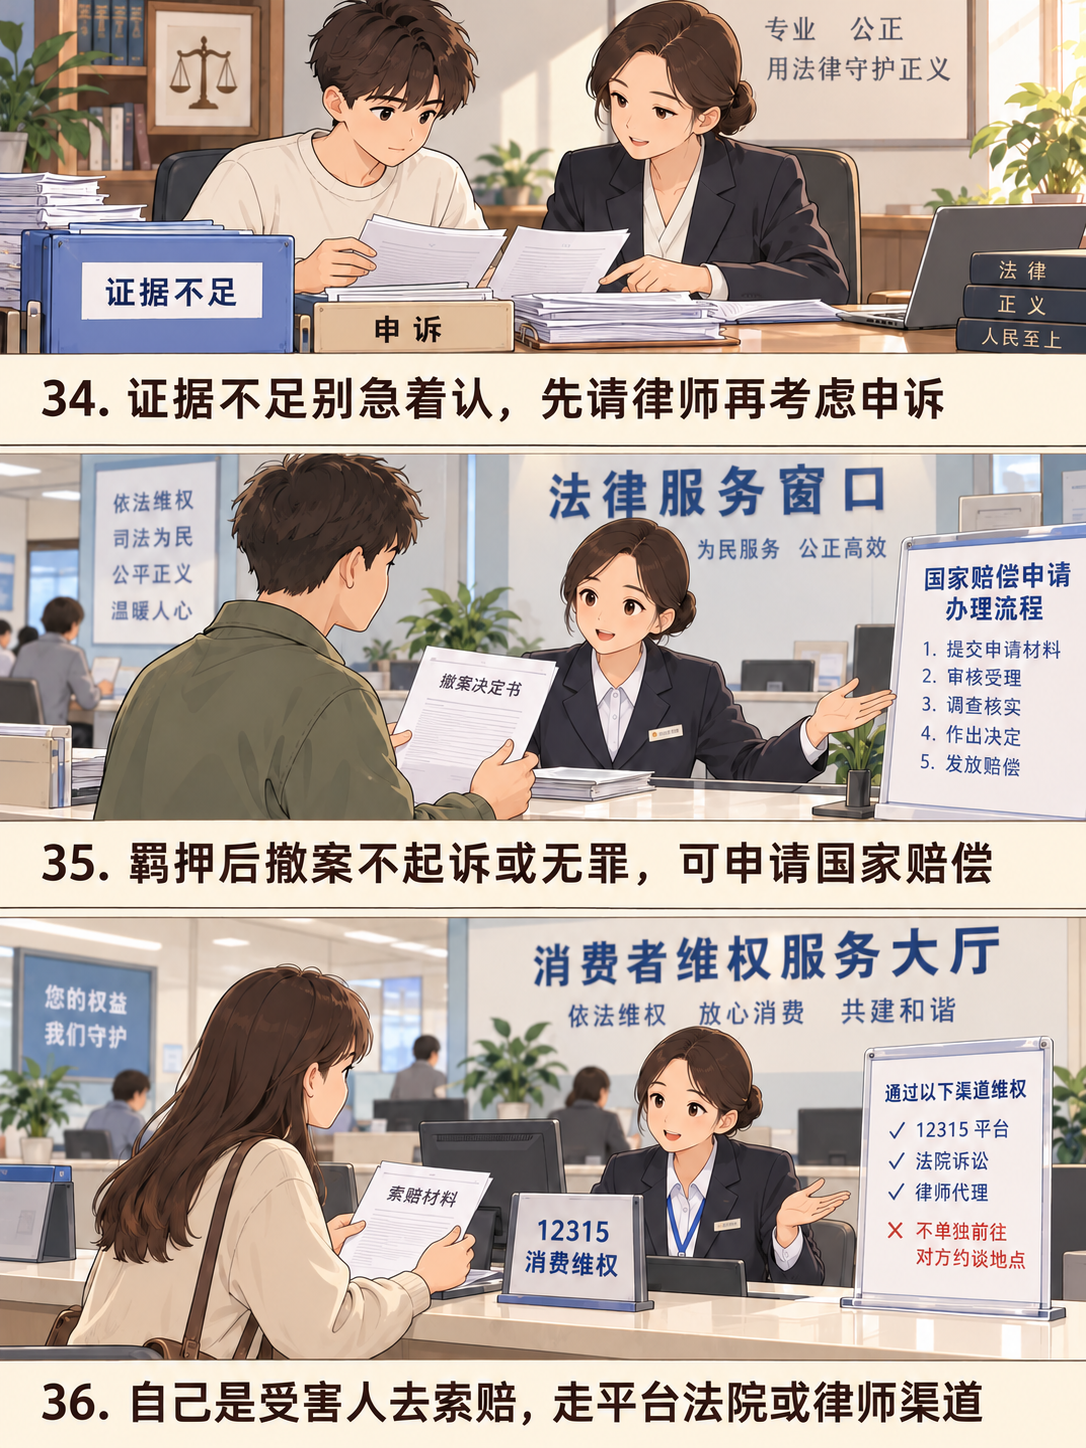 专业 公正
用法律守护正义
证据不足
申诉
法律
正义
人民至上
34. 证据不足别急着认，先请律师再考虑申诉
依法维权
司法为民
公平正义
温暖人心
法律服务窗口
为民服务 公正高效
撤案决定书
国家赔偿申请
办理流程
1. 提交申请材料
2. 审核受理
3. 调查核实
4. 作出决定
5. 发放赔偿
35. 羁押后撤案不起诉或无罪，可申请国家赔偿
您的权益
我们守护
消费者维权服务大厅
依法维权 放心消费 共建和谐
索赔材料
12315
消费维权
通过以下渠道维权
✓ 12315 平台
✓ 法院诉讼
✓ 律师代理
✗ 不单独前往
对方约谈地点
36. 自己是受害人去索赔，走平台法院或律师渠道